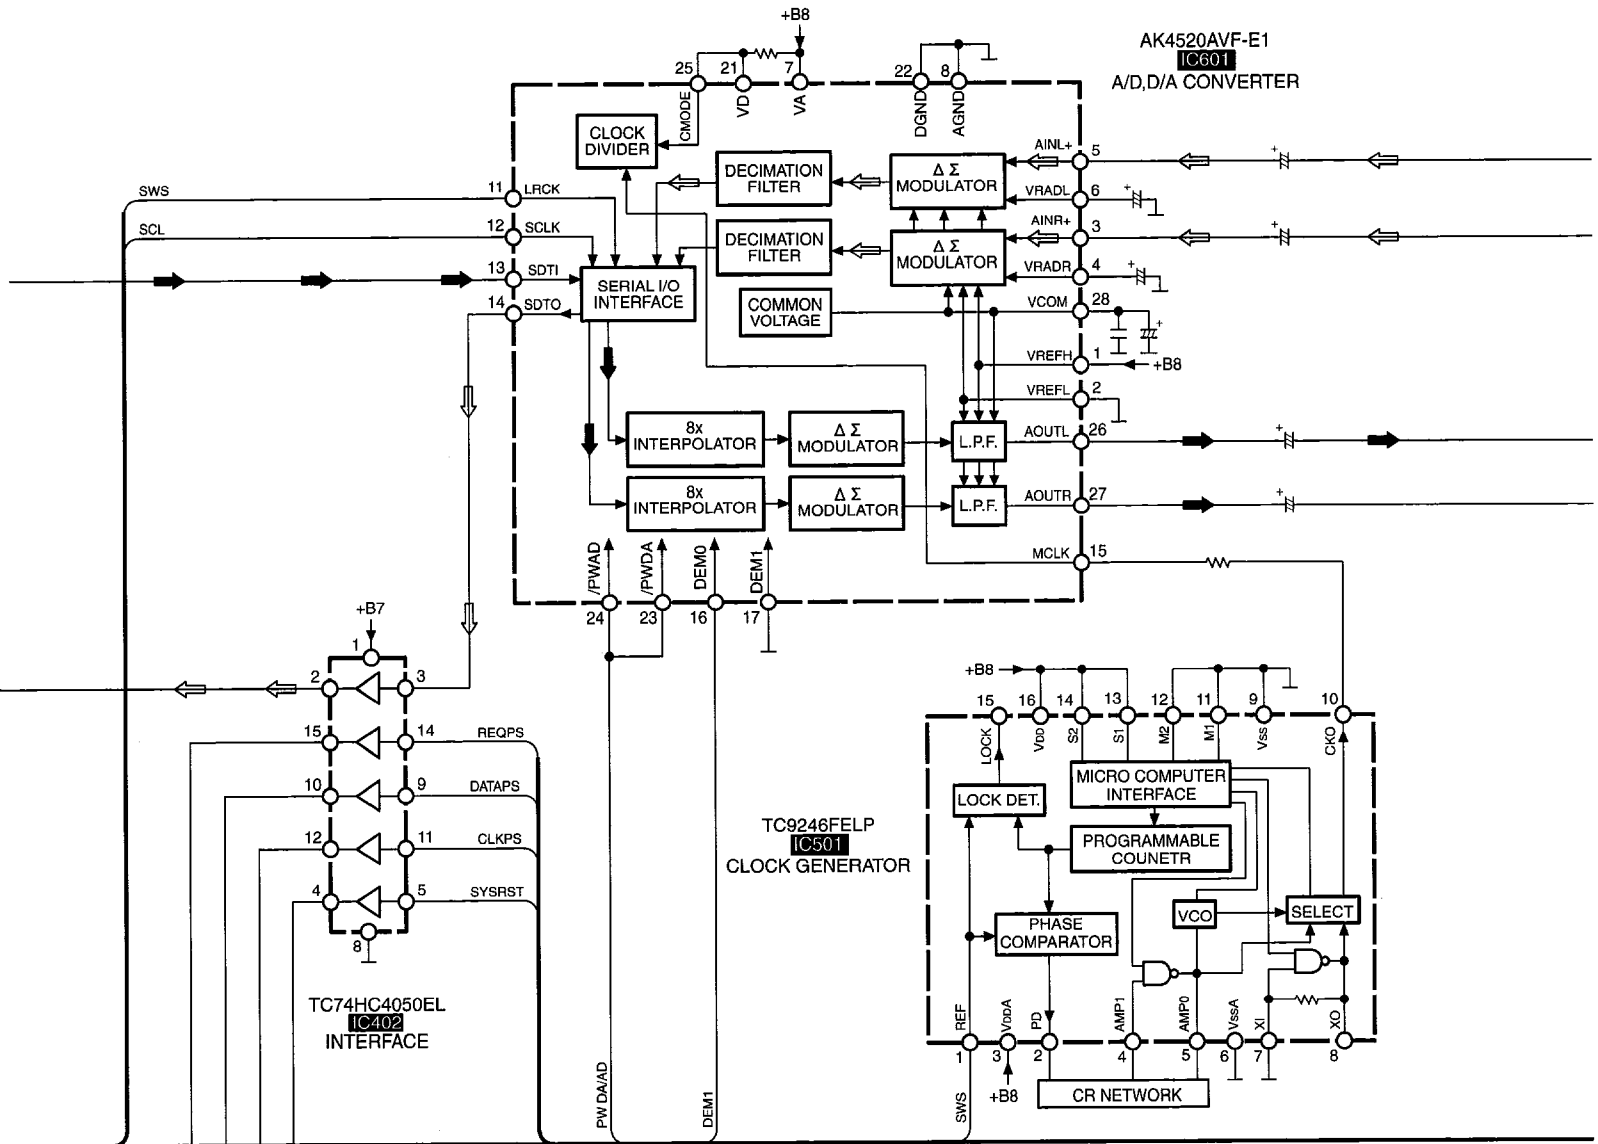 +B8
AK4520AVF-E1
IC601
A/D,D/A CONVERTER
25
21
7
22
8
CMODE
VD
VA
DGND
AGND
CLOCK
DIVIDER
DECIMATION
FILTER
Δ Σ
MODULATOR
AINL+
5
+
VRADL
6
+
SWS
11
LRCK
SCL
12
SCLK
DECIMATION
FILTER
Δ Σ
MODULATOR
AINR+
3
+
VRADR
4
+
13
SDTI
14
SDTO
SERIAL I/O
INTERFACE
COMMON
VOLTAGE
VCOM
28
+
VREFH
1
+B8
VREFL
2
8x
INTERPOLATOR
Δ Σ
MODULATOR
L.P.F.
AOUTL
26
+
8x
INTERPOLATOR
Δ Σ
MODULATOR
L.P.F.
AOUTR
27
+
MCLK
15
/PWAD
/PWDA
DEM0
DEM1
24
23
16
17
+B7
1
2
3
15
14
REQPS
10
9
DATAPS
12
11
CLKPS
4
5
SYSRST
8
TC74HC4050EL
IC402
INTERFACE
PW DA/AD
DEM1
SWS
TC9246FELP
IC501
CLOCK GENERATOR
+B8
15
16
14
13
12
11
9
10
LOCK
VDD
S2
S1
M2
M1
Vss
CKO
LOCK DET.
MICRO COMPUTER
INTERFACE
PROGRAMMABLE
COUNETR
PHASE
COMPARATOR
VCO
SELECT
REF
VDDA
PD
AMP1
AMP0
VssA
XI
XO
1
3
2
4
5
6
7
8
+B8
CR NETWORK